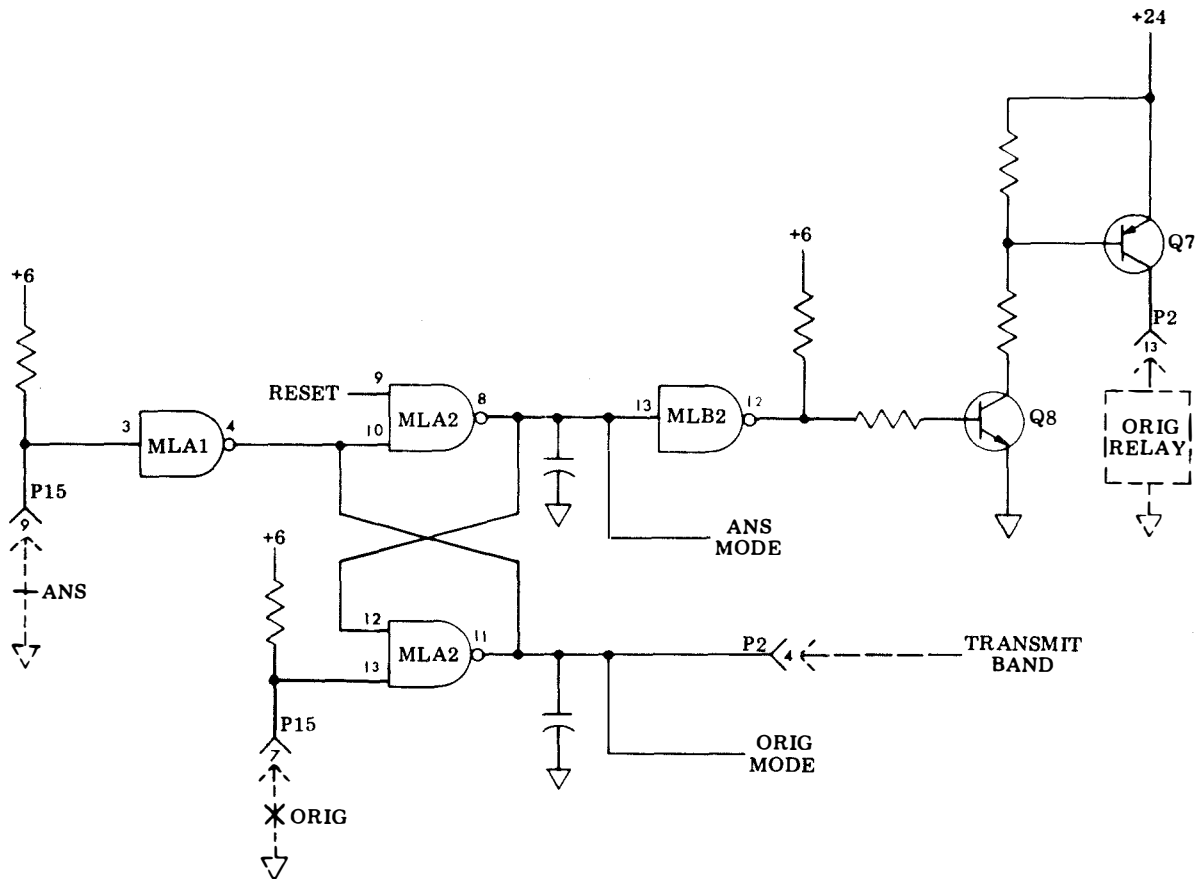 +24
Q7
P2
13
ORIG
RELAY
+6
12
Q8
+6
RESET
9
MLA2
8
10
13
MLB2
3
MLA1
4
P15
9
ANS
ANS
MODE
+6
12
MLA2
11
13
P2
4
TRANSMIT
BAND
P15
7
ORIG
ORIG
MODE